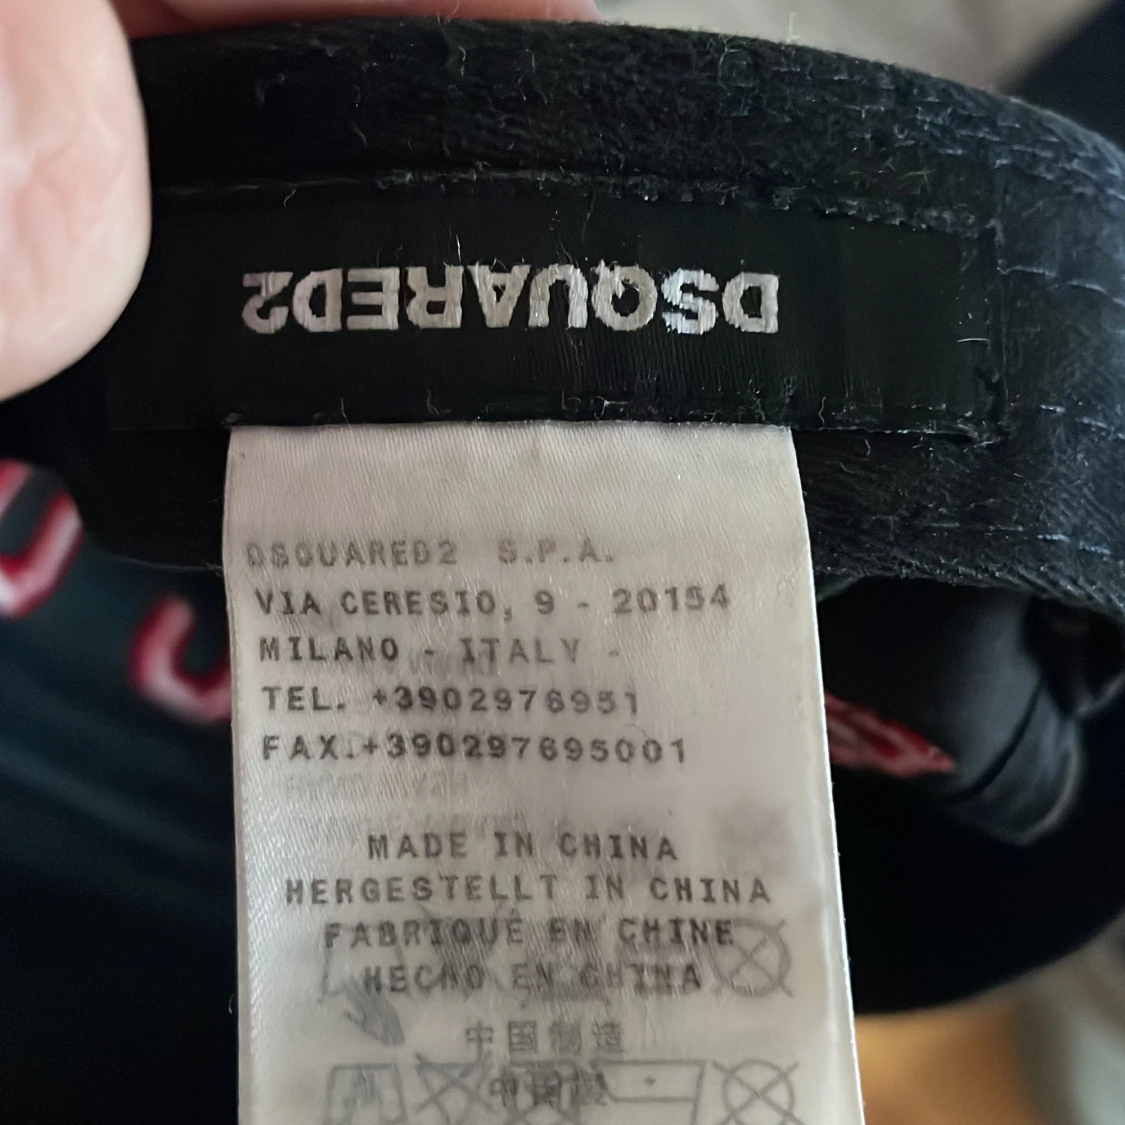 DSQUARED2
DSQUARED2 S.P.A.
VIA CERESIO, 9 - 20154
MILANO - ITALY -
TEL. +3902976951
FAX.+390297695001
MADE IN CHINA
HERGESTELLT IN CHINA
FABRIQUE EN CHINE
HECHO EN CHINA
中国制造